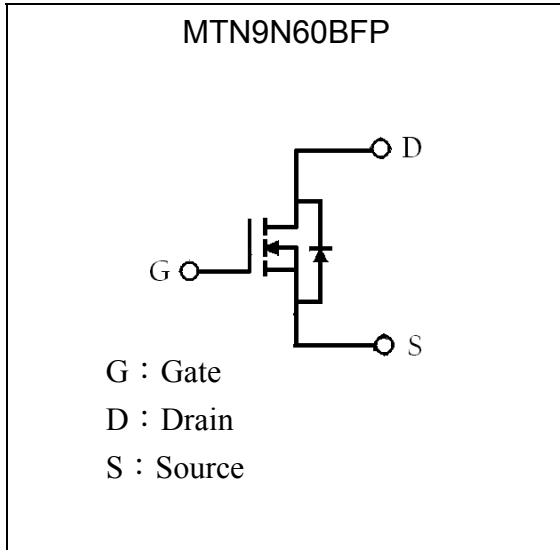 MTN9N60BFP
D
G
S
G：Gate
D：Drain
S：Source